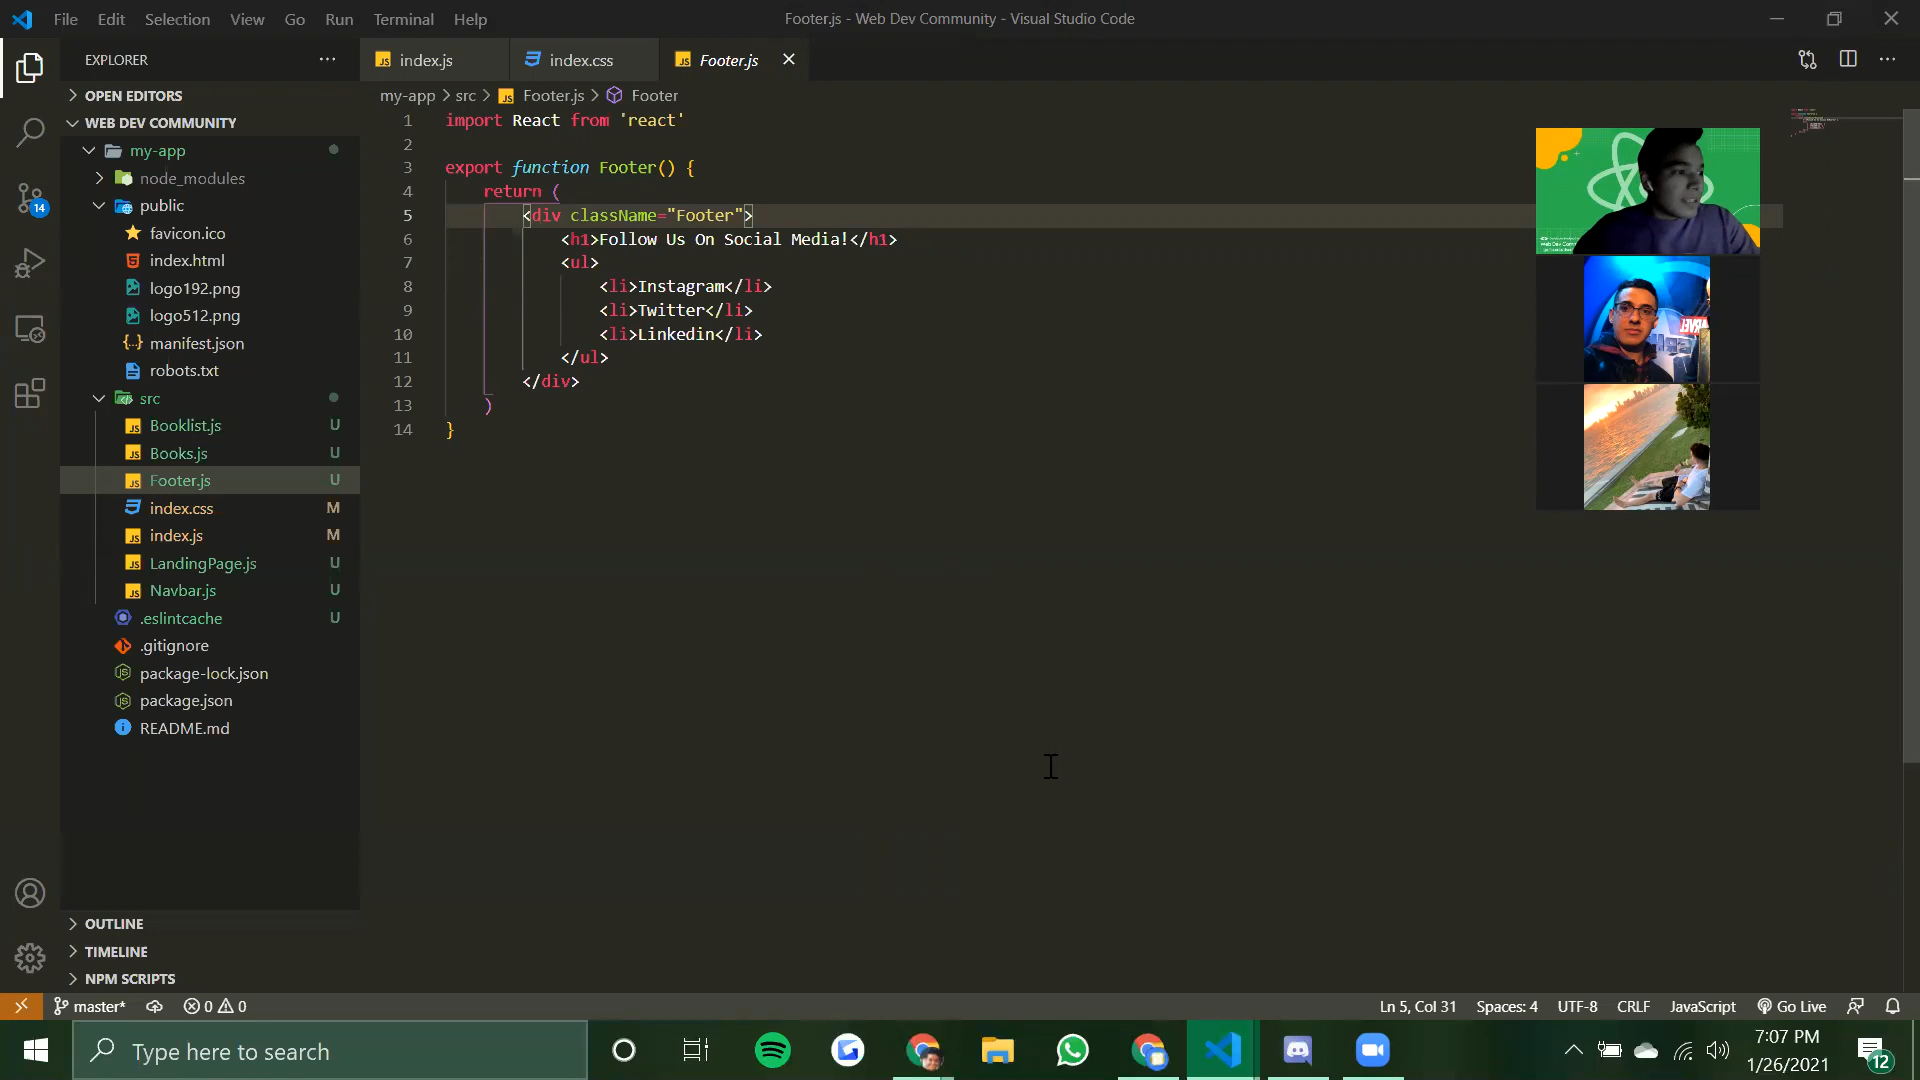 File Edit Selection View Go Run Terminal Help
Footer.js - Web Dev Community - Visual Studio Code
EXPLORER
OPEN EDITORS
WEB DEV COMMUNITY
my-app
node_modules
public
favicon.ico
index.html
logo192.png
logo512.png
manifest.json
robots.txt
src
Booklist.js U
Books.js U
Footer.js U
index.css M
index.js M
LandingPage.js U
Navbar.js U
.eslintcache U
.gitignore
package-lock.json
package.json
README.md
OUTLINE
TIMELINE
NPM SCRIPTS
14
index.js index.css Footer.js
my-app > src > Footer.js > Footer
1 import React from 'react'
2
3 export function Footer() {
4 return (
5 <div className="Footer">
6 <h1>Follow Us On Social Media!</h1>
7 <ul>
8 <li>Instagram</li>
9 <li>Twitter</li>
10 <li>Linkedin</li>
11 </ul>
12 </div>
13 )
14 }
master* 0 0
Ln 5, Col 31 Spaces: 4 UTF-8 CRLF JavaScript Go Live
Type here to search
7:07 PM
1/26/2021
12